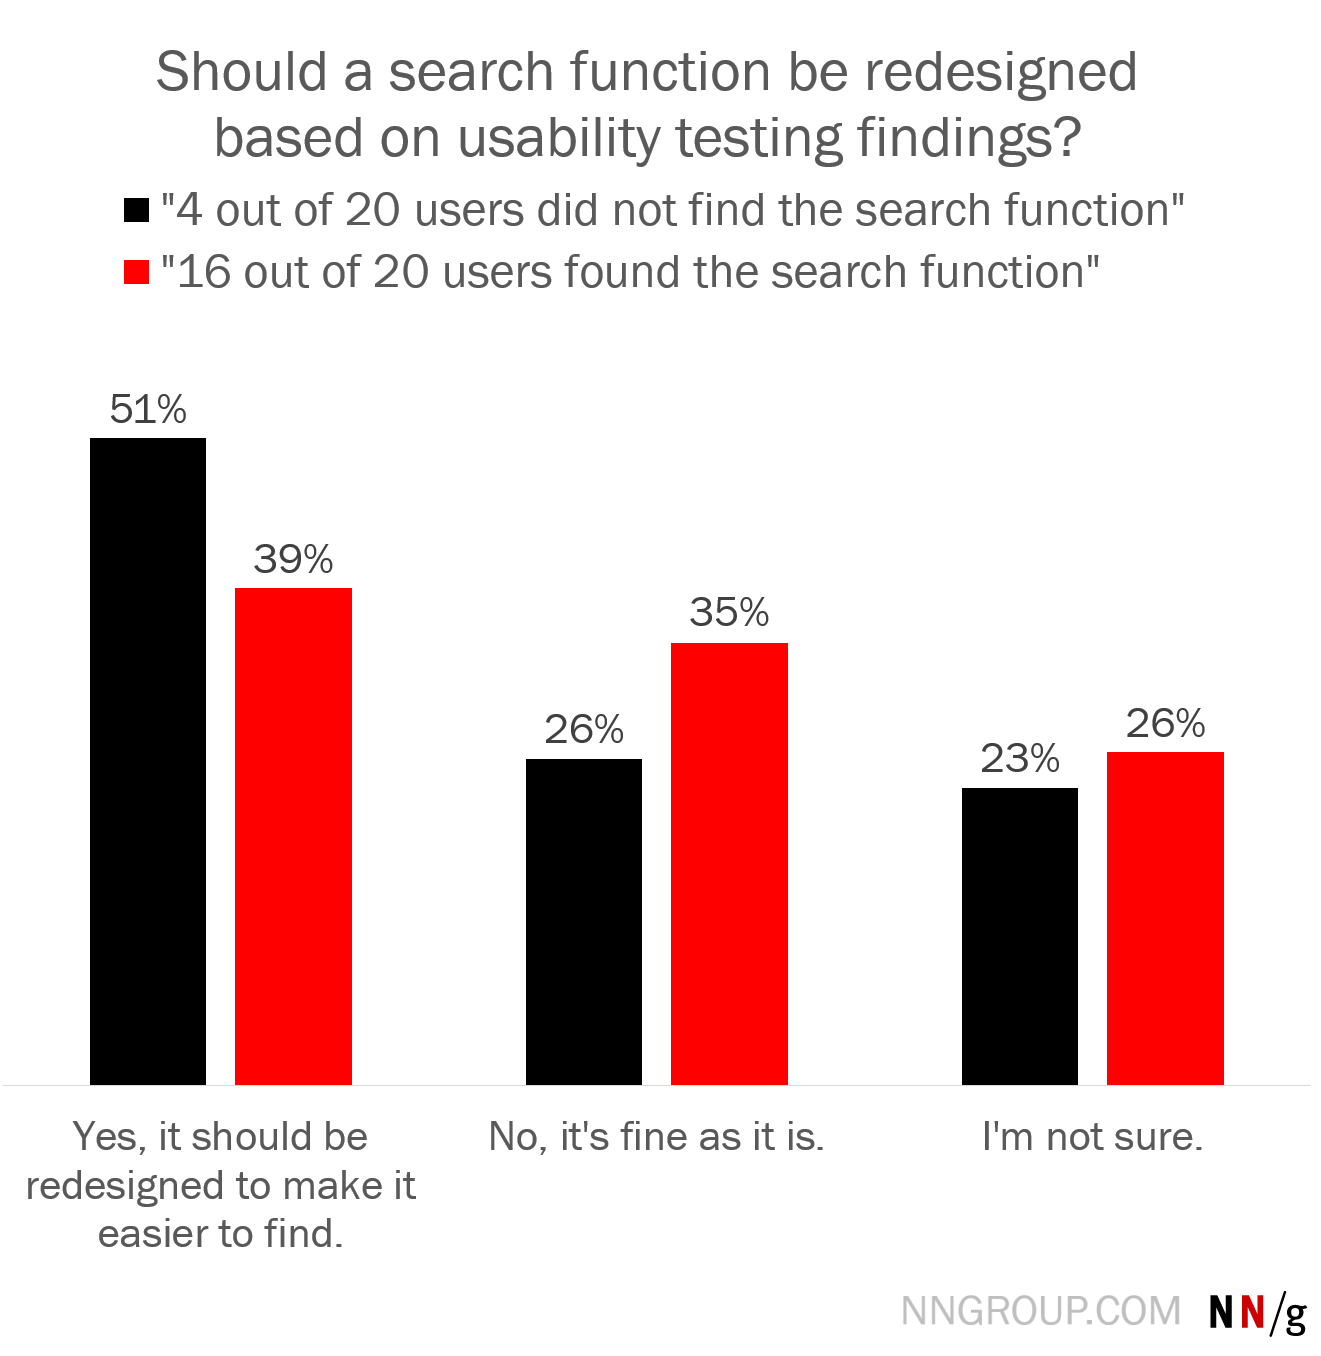 Should a search function be redesigned
based on usability testing findings?
"4 out of 20 users did not find the search function"
"16 out of 20 users found the search function"
51%
39%
26%
35%
23%
26%
Yes, it should be
redesigned to make it
easier to find.
No, it's fine as it is.
I'm not sure.
NNGROUP.COM NN/g